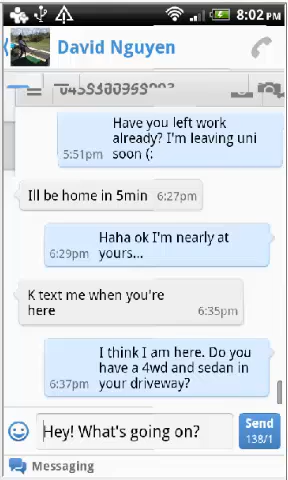 8:02 PM
David Nguyen
Have you left work
already? I'm leaving uni
soon (:
5:51pm
Ill be home in 5min 6:27pm
Haha ok I'm nearly at
yours...
6:29pm
K text me when you're
here
6:35pm
I think I am here. Do you
have a 4wd and sedan in
your driveway?
6:37pm
Hey! What's going on?
Send
138/1
Messaging